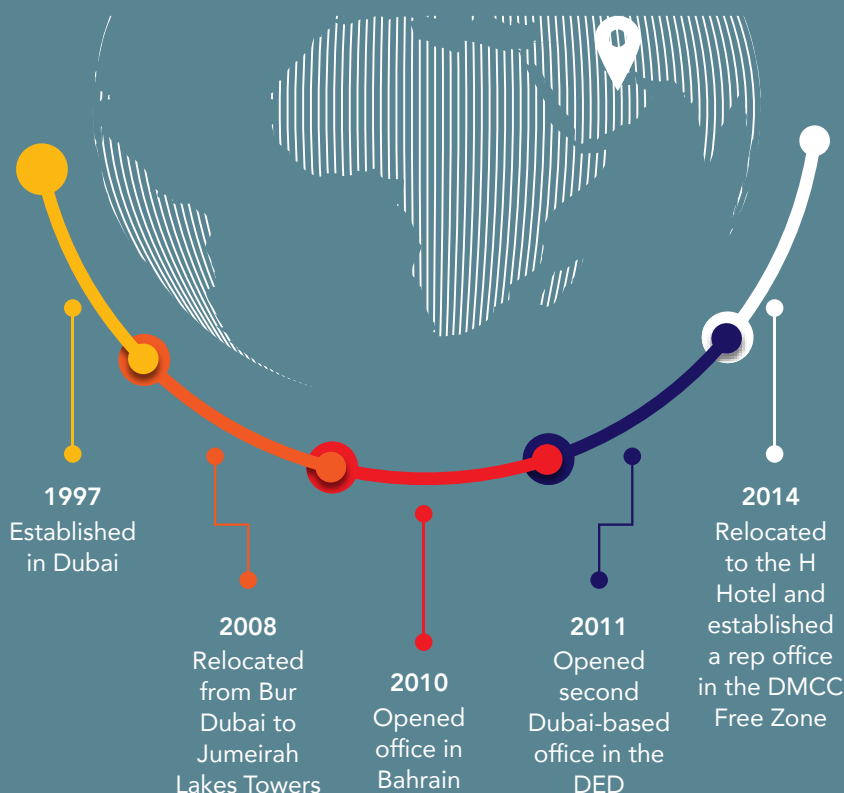 1997
Established
in Dubai
2008
Relocated
from Bur
Dubai to
Jumeirah
Lakes Towers
2010
Opened
office in
Bahrain
2011
Opened
second
Dubai-based
office in the
DED
2014
Relocated
to the H
Hotel and
established
a rep office
in the DMCC
Free Zone